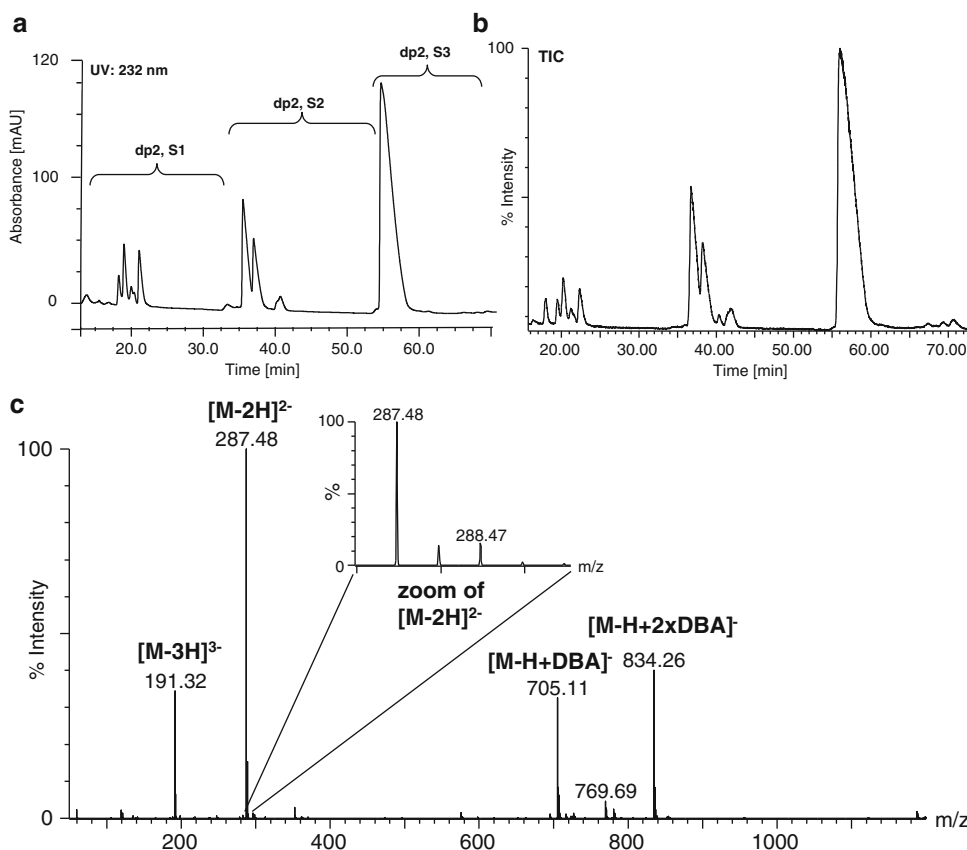 a
UV: 232 nm
dp2, S1
dp2, S2
dp2, S3
120
100
50
0
Absorbance [mAU]
20.0 30.0 40.0 50.0 60.0
Time [min]
b
TIC
100
% Intensity
0
20.00 30.00 40.00 50.00 60.00 70.00
Time [min]
c
[M-2H]²⁻
287.48
100
% Intensity
0
[M-3H]³⁻
191.32
100
%
0
287.48
288.47
m/z
zoom of
[M-2H]²⁻
[M-H+DBA]⁻
705.11
769.69
[M-H+2xDBA]⁻
834.26
200 400 600 800 1000 m/z